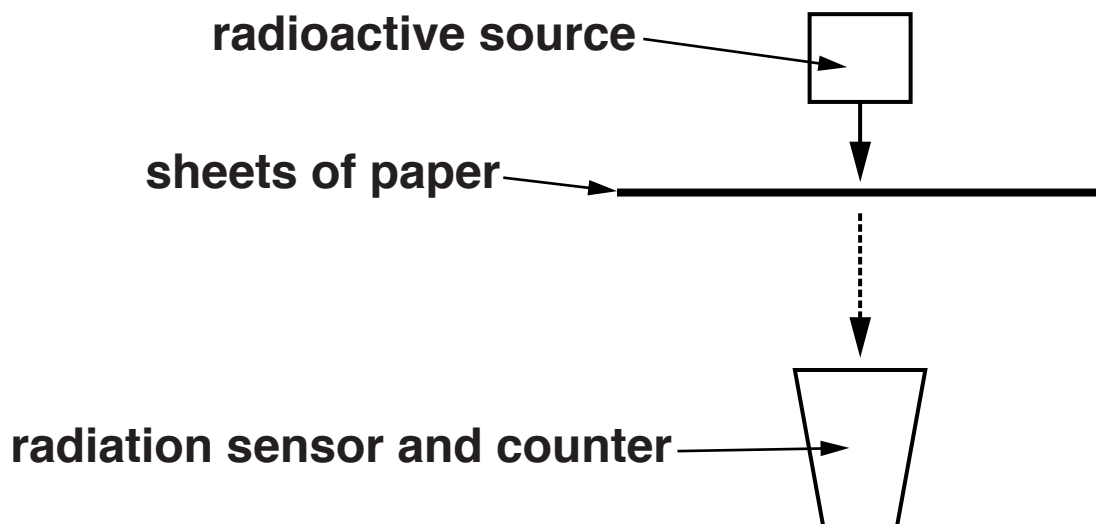 radioactive source
sheets of paper
radiation sensor and counter